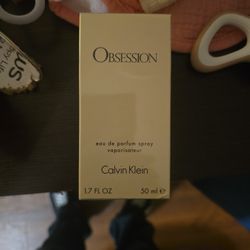 OBSESSION
eau de parfum spray
vaporisateur
Calvin Klein
1.7 FL OZ 50 ml e